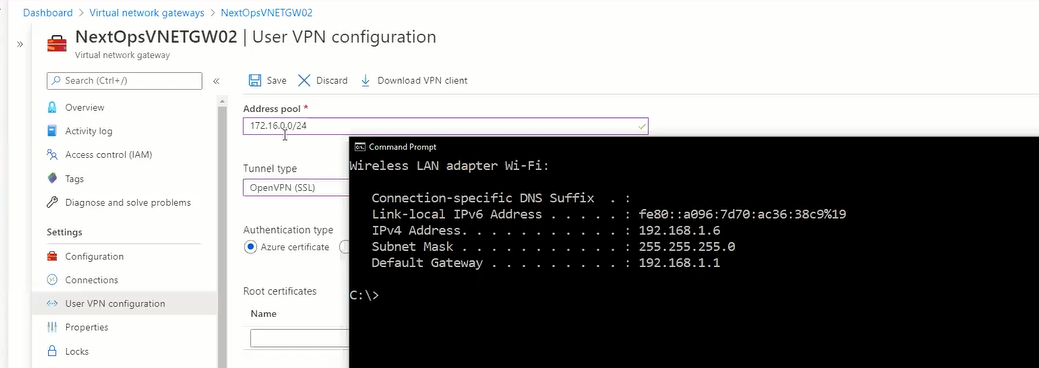 Dashboard > Virtual network gateways > NextOpsVNETGW02
NextOpsVNETGW02 | User VPN configuration
Virtual network gateway
Search (Ctrl+/)
Overview
Activity log
Access control (IAM)
Tags
Diagnose and solve problems
Settings
Configuration
Connections
User VPN configuration
Properties
Locks
Save Discard Download VPN client
Address pool *
172.16.0.0/24
Tunnel type
OpenVPN (SSL)
Authentication type
Azure certificate
Root certificates
Name
Command Prompt
Wireless LAN adapter Wi-Fi:
Connection-specific DNS Suffix . :
Link-local IPv6 Address . . . . . : fe80::a096:7d70:ac36:38c9%19
IPv4 Address. . . . . . . . . . . : 192.168.1.6
Subnet Mask . . . . . . . . . . . : 255.255.255.0
Default Gateway . . . . . . . . . : 192.168.1.1
C:\>